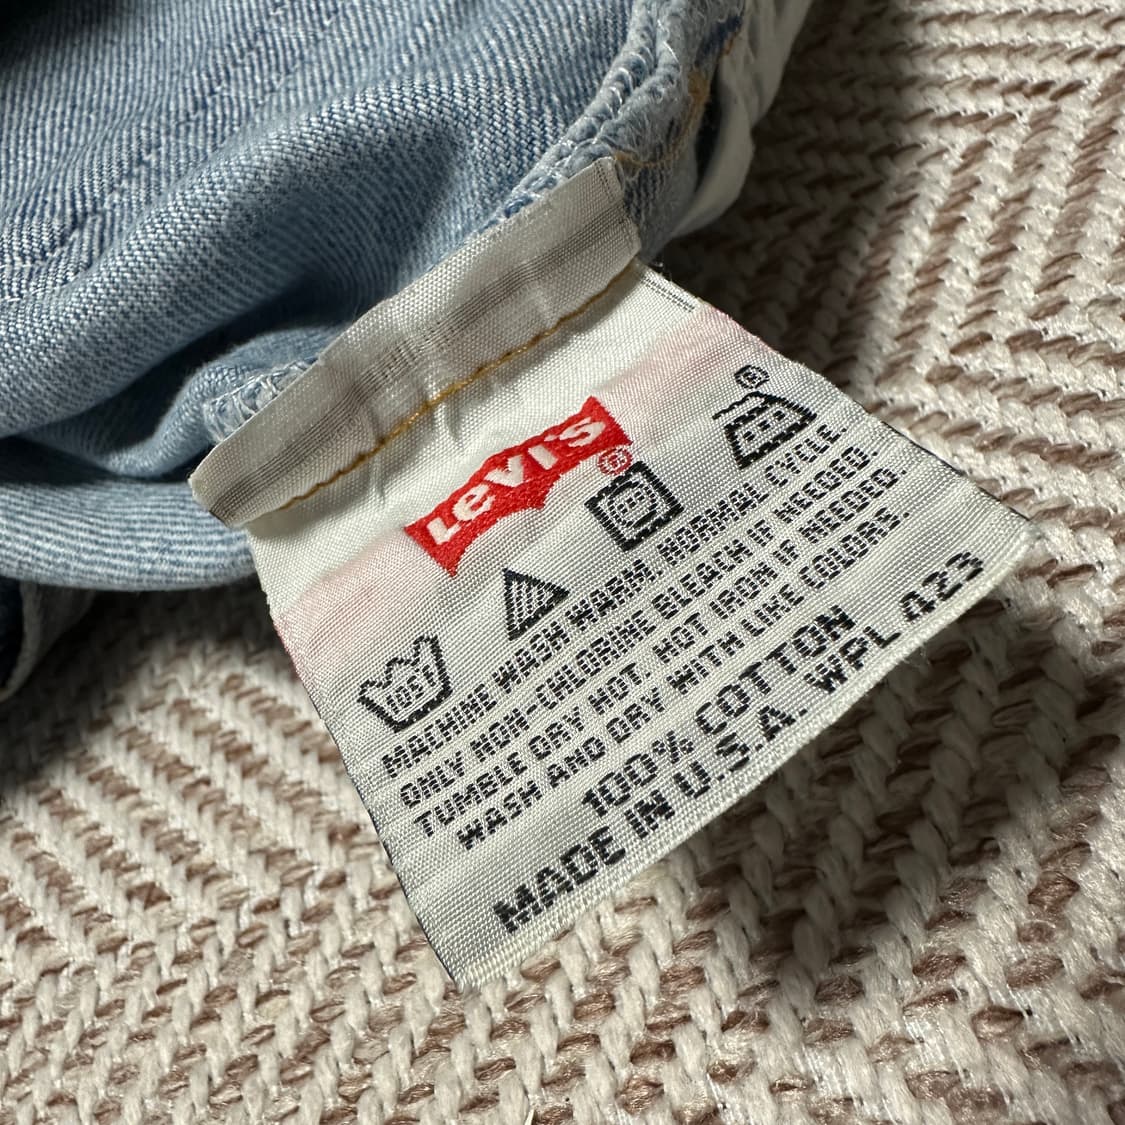 Levi's®
105F
MACHINE WASH WARM, NORMAL CYCLE.
ONLY NON-CHLORINE BLEACH IF NEEDED.
TUMBLE DRY HOT. HOT IRON IF NEEDED.
WASH AND DRY WITH LIKE COLORS.
100% COTTON
MADE IN U.S.A. WPL 423